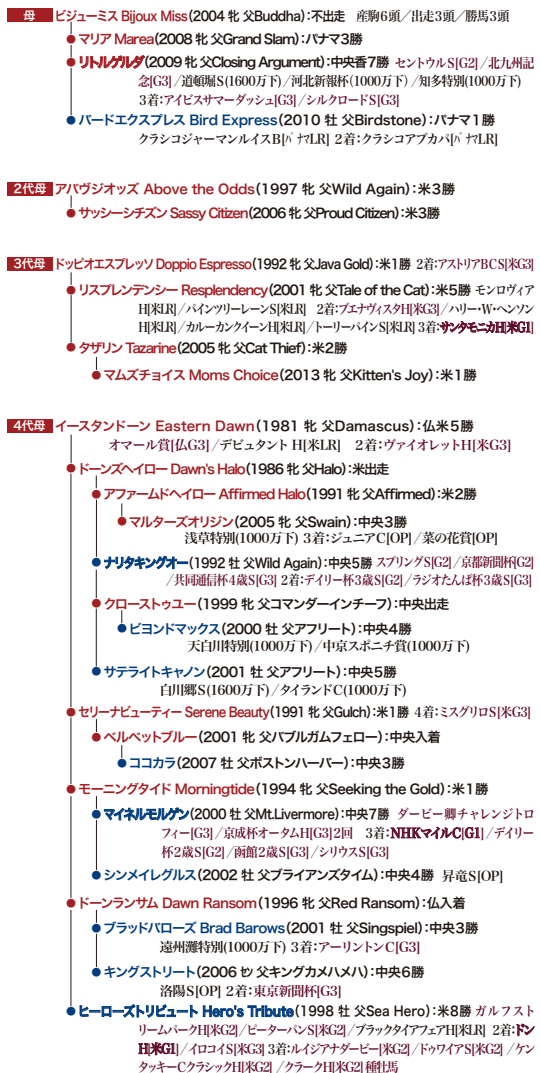 母 ビジューミス Bijoux Miss(2004 牝 父Buddha):不出走 産駒6頭/出走3頭/勝馬3頭
●マリア Marea(2008 牝 父Grand Slam):パナマ3勝
●リトルゲルダ(2009 牝 父Closing Argument):中央香7勝 セントウルS[G2]/北九州記
念[G3]/道頓堀S(1600万下)/河北新報杯(1000万下)/知多特別(1000万下)
3着:アイビスサマーダッシュ[G3]/シルクロードS[G3]
●バードエクスプレス Bird Express(2010 牡 父Birdstone):パナマ1勝
クラシコジャーマンルイスB[パナマLR] 2着:クラシコアプカパ[パナマLR]
2代母 アバヴジオッズ Above the Odds(1997 牝 父Wild Again):米3勝
●サッシーシチズン Sassy Citizen(2006 牝 父Proud Citizen):米3勝
3代母 ドッピオエスプレッソ Doppio Espresso(1992 牝 父Java Gold):米1勝 2着:アストリアBCS[米G3]
●リスプレンデンシー Resplendency(2001 牝 父Tale of the Cat):米5勝 モンロヴィア
H[米LR]/パインツリーレーンS[米LR] 2着:ブエナヴィスタH[米G3]/ハリー・W・ヘンソン
H[米LR]/カルーカンクイーンH[米LR]/トーリーパインS[米LR] 3着:サンタモニカH[米G1]
●タザリン Tazarine(2005 牝 父Cat Thief):米2勝
●マムズチョイス Moms Choice(2013 牝 父Kitten's Joy):米1勝
4代母 イースタンドーン Eastern Dawn(1981 牝 父Damascus):仏米5勝
オマール賞[仏G3]/デビュタントH[米LR] 2着:ヴァイオレットH[米G3]
●ドーンズヘイロー Dawn's Halo(1986 牝 父Halo):米出走
●アファームドヘイロー Affirmed Halo(1991 牝 父Affirmed):米2勝
●マルターズオリジン(2005 牝 父Swain):中央3勝
浅草特別(1000万下) 3着:ジュニアC[OP]/菜の花賞[OP]
●ナリタキングオー(1992 牡 父Wild Again):中央5勝 スプリングS[G2]/京都新聞杯[G2]
/共同通信杯4歳S[G3] 2着:デイリー杯3歳S[G2]/ラジオたんぱ杯3歳S[G3]
●クローストゥユー(1999 牝 父コマンダーインチーフ):中央出走
●ビヨンドマックス(2000 牡 父アフリート):中央4勝
天白川特別(1000万下)/中京スポニチ賞(1000万下)
●サテライトキャノン(2001 牡 父アフリート):中央5勝
白川郷S(1600万下)/タイランドC(1000万下)
●セリーナビューティー Serene Beauty(1991 牝 父Gulch):米1勝 4着:ミスグリロS[米G3]
●ベルベットブルー(2001 牝 父バブルガムフェロー):中央入着
●ココカラ(2007 牡 父ボストンハーバー):中央3勝
●モーニングタイド Morningtide(1994 牝 父Seeking the Gold):米1勝
●マイネルモルゲン(2000 牡 父Mt.Livermore):中央7勝 ダービー卿チャレンジトロ
フィー[G3]/京成杯オータムH[G3]2回 3着:NHKマイルC[G1]/デイリー
杯2歳S[G2]/函館2歳S[G3]/シリウスS[G3]
●シンメイレグルス(2002 牡 父ブライアンズタイム):中央4勝 昇竜S[OP]
●ドーンランサム Dawn Ransom(1996 牝 父Red Ransom):仏入着
●ブラッドバローズ Brad Barows(2001 牡 父Singspiel):中央3勝
遠州灘特別(1000万下) 3着:アーリントンC[G3]
●キングストリート(2006 セン 父キングカメハメハ):中央6勝
洛陽S[OP] 2着:東京新聞杯[G3]
●ヒーローズトリビュート Hero's Tribute(1998 牡 父Sea Hero):米8勝 ガルフスト
リームパークH[米G2]/ピーターパンS[米G2]/ブラックタイアフェアH[米LR] 2着:ドン
H[米G1]/イロコイS[米G3] 3着:ルイジアナダービー[米G2]/ドゥワイアS[米G2]/ケン
タッキーCクラシックH[米G2]/クラークH[米G2] 種牡馬